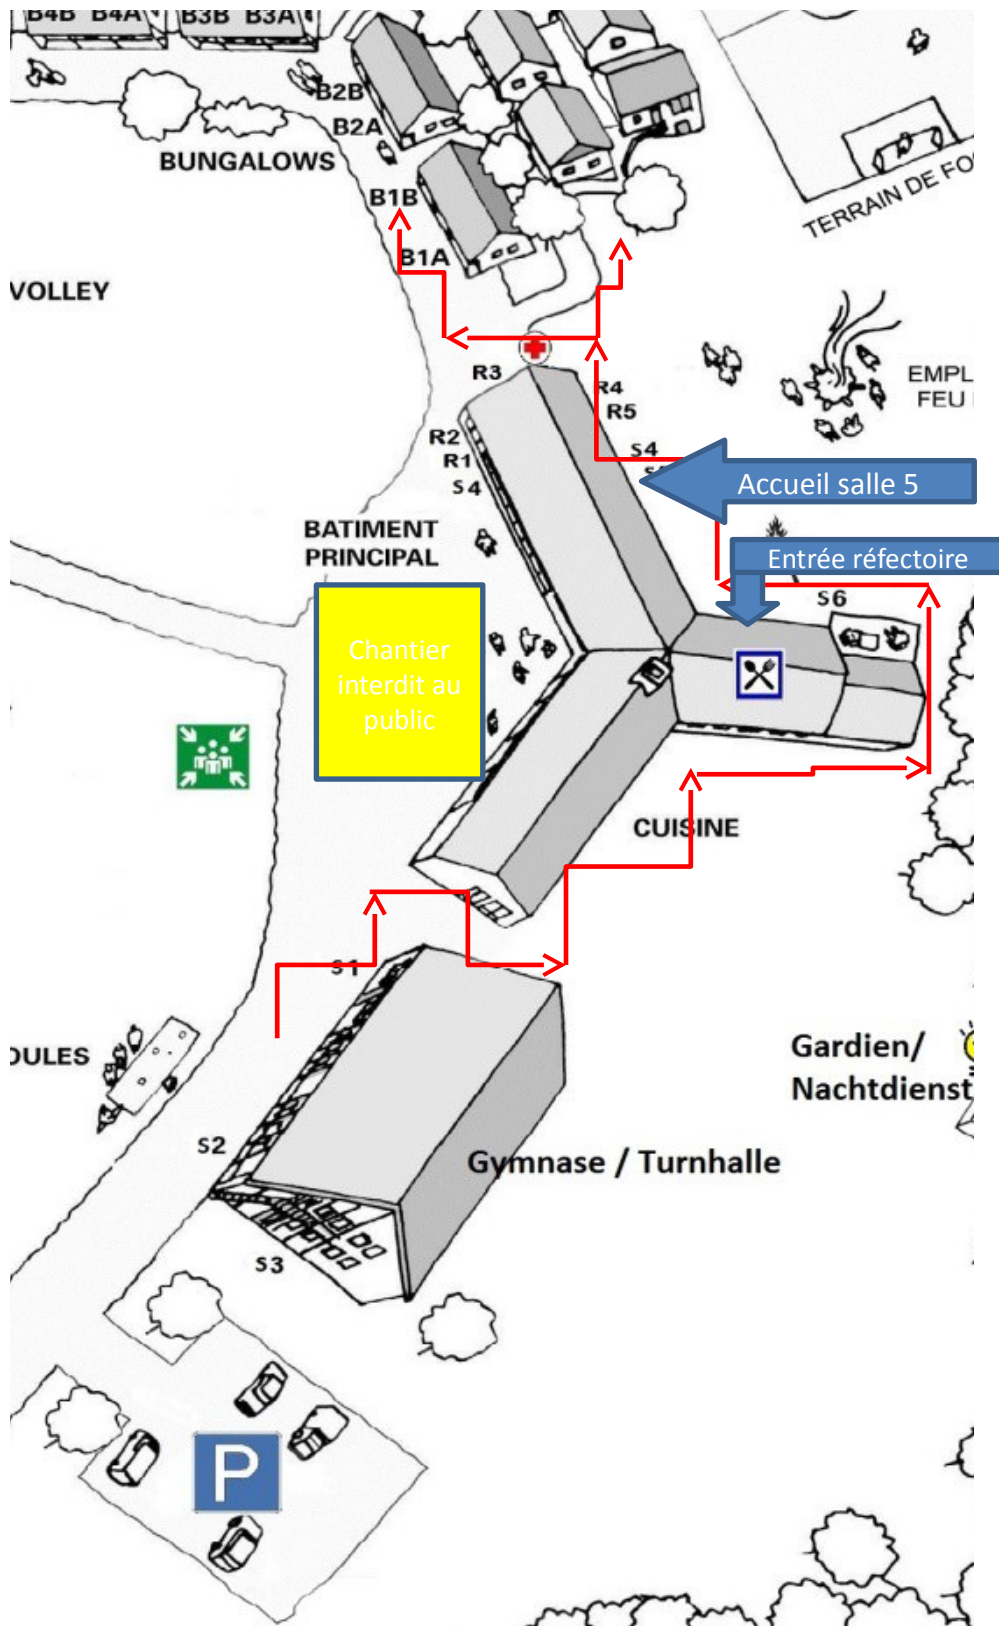 B4B B4A B3B B3A
B2B
B2A
BUNGALOWS
B1B
B1A
TERRAIN DE FO
VOLLEY
R3
R4
R5
EMPL
FEU
R2
R1
S4
S4
Accueil salle 5
BATIMENT
PRINCIPAL
Entrée réfectoire
S6
Chantier
interdit au
public
CUISINE
S1
OULES
Gardien/
Nachtdienst
S2
Gymnase / Turnhalle
S3
P